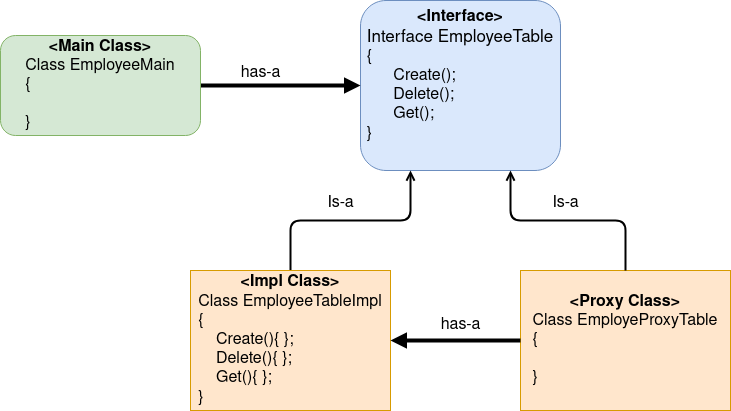 <Main Class>
Class EmployeeMain
{
}
has-a
<Interface>
Interface EmployeeTable
{
Create();
Delete();
Get();
}
Is-a
Is-a
<Impl Class>
Class EmployeeTableImpl
{
Create(){ };
Delete(){ };
Get(){ };
}
has-a
<Proxy Class>
Class EmployeProxyTable
{
}